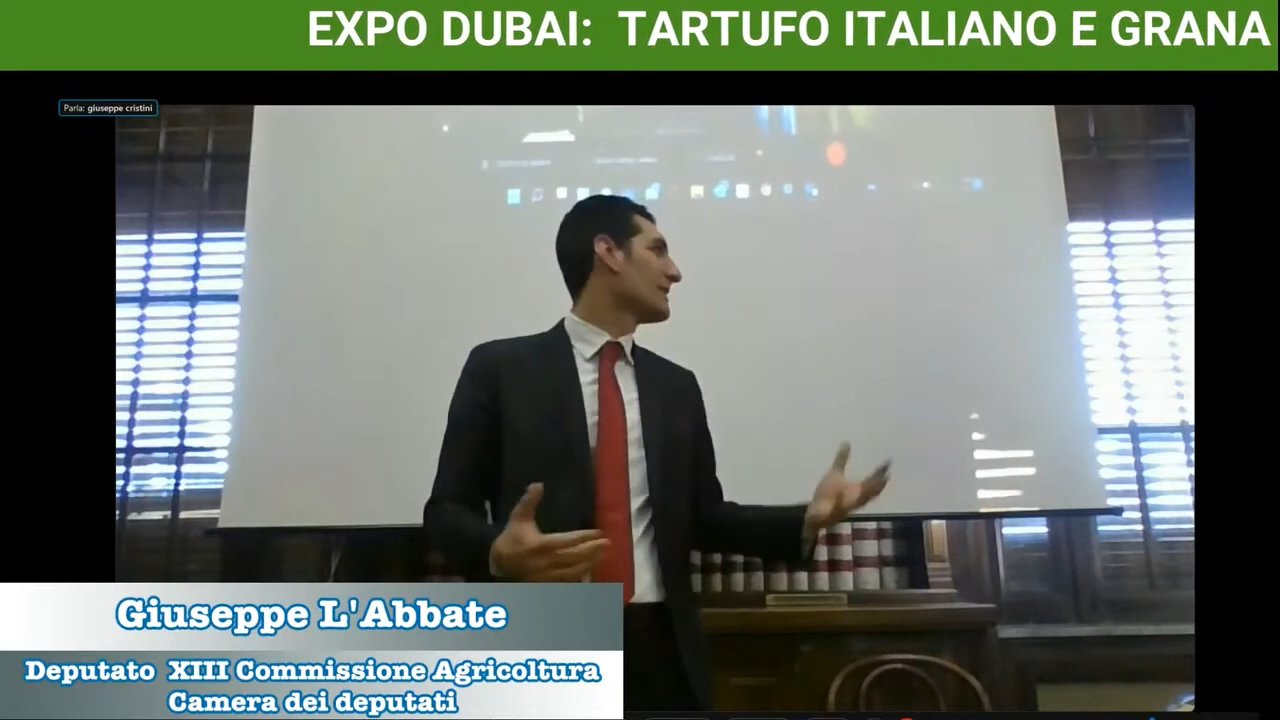 EXPO DUBAI: TARTUFO ITALIANO E GRANA
Parla: giuseppe cristini
Giuseppe L'Abbate
Deputato XIII Commissione Agricoltura
Camera dei deputati